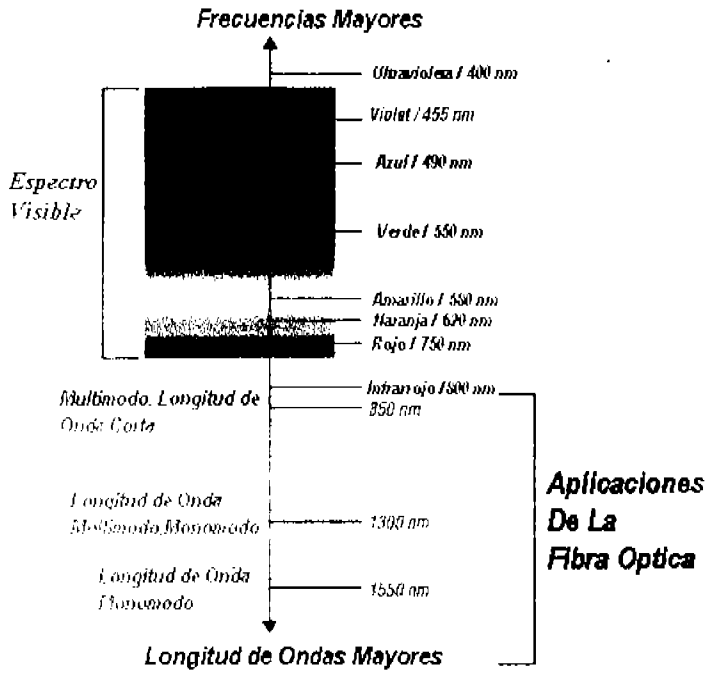 Frecuencias Mayores
Ultravioleta / 400 nm
Violet / 455 nm
Azul / 490 nm
Espectro
Visible
Verde / 550 nm
Amarillo / 580 nm
Naranja / 620 nm
Rojo / 750 nm
Infrarrojo / 800 nm
Multimodo. Longitud de
Onda Corta
850 nm
Longitud de Onda
Multimodo,Monomodo
1300 nm
Aplicaciones
De La
Fibra Optica
Longitud de Onda
Monomodo
1550 nm
Longitud de Ondas Mayores